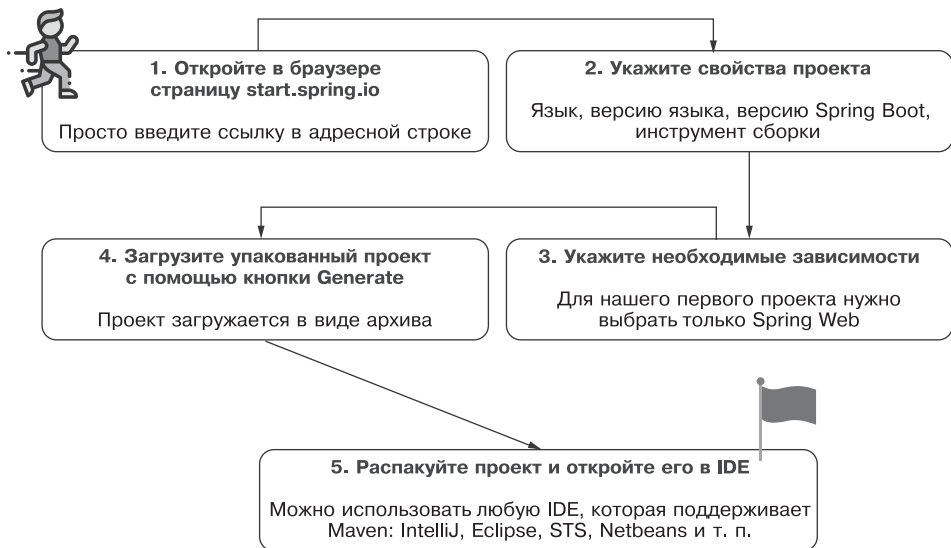 1. Откройте в браузере
страницу start.spring.io
Просто введите ссылку в адресной строке
2. Укажите свойства проекта
Язык, версию языка, версию Spring Boot,
инструмент сборки
3. Укажите необходимые зависимости
Для нашего первого проекта нужно
выбрать только Spring Web
4. Загрузите упакованный проект
с помощью кнопки Generate
Проект загружается в виде архива
5. Распакуйте проект и откройте его в IDE
Можно использовать любую IDE, которая поддерживает
Maven: IntelliJ, Eclipse, STS, Netbeans и т. п.